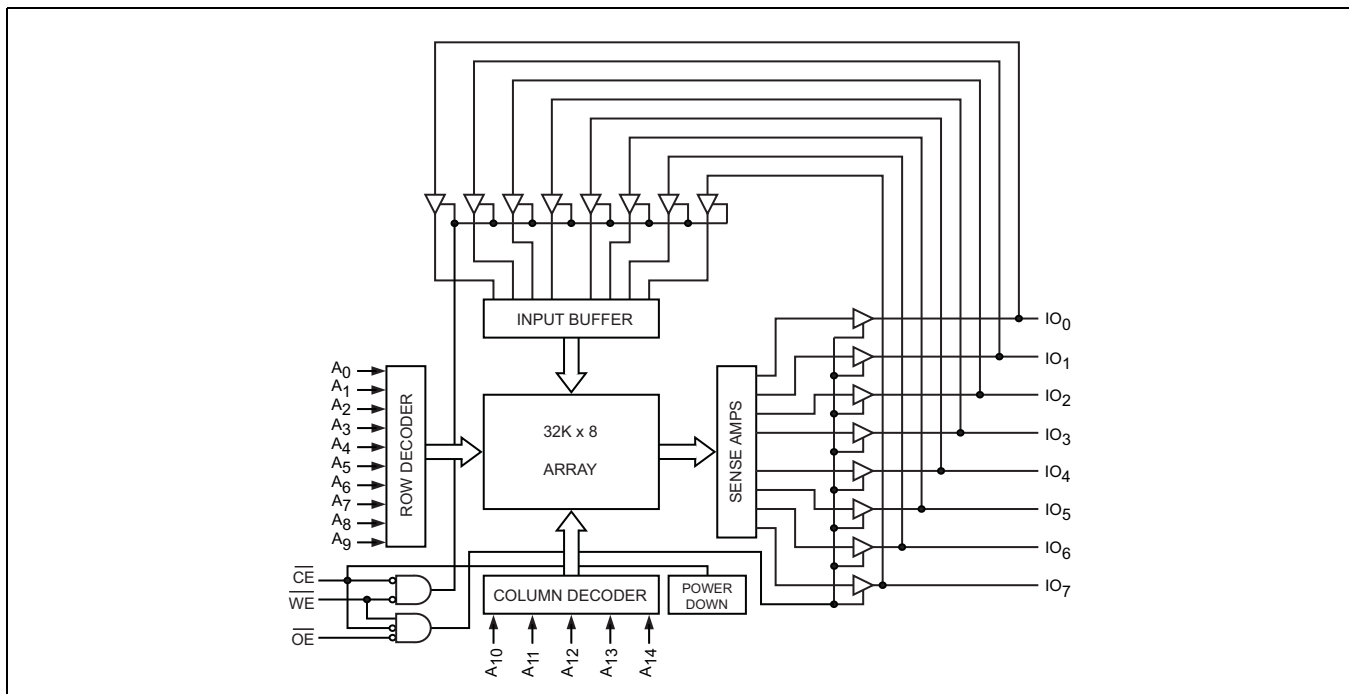 INPUT BUFFER
IO0
IO1
IO2
IO3
IO4
IO5
IO6
IO7
A0
A1
A2
A3
A4
A5
A6
A7
A8
A9
ROW DECODER
32K x 8
ARRAY
SENSE AMPS
CE
WE
OE
COLUMN DECODER
POWER
DOWN
A10
A11
A12
A13
A14